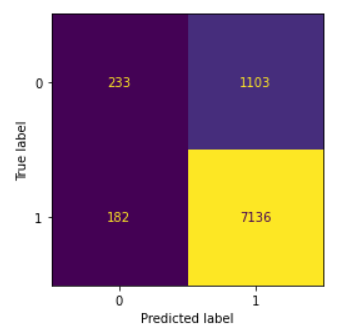 0
233 1103
True label
1
182 7136
0 1
Predicted label